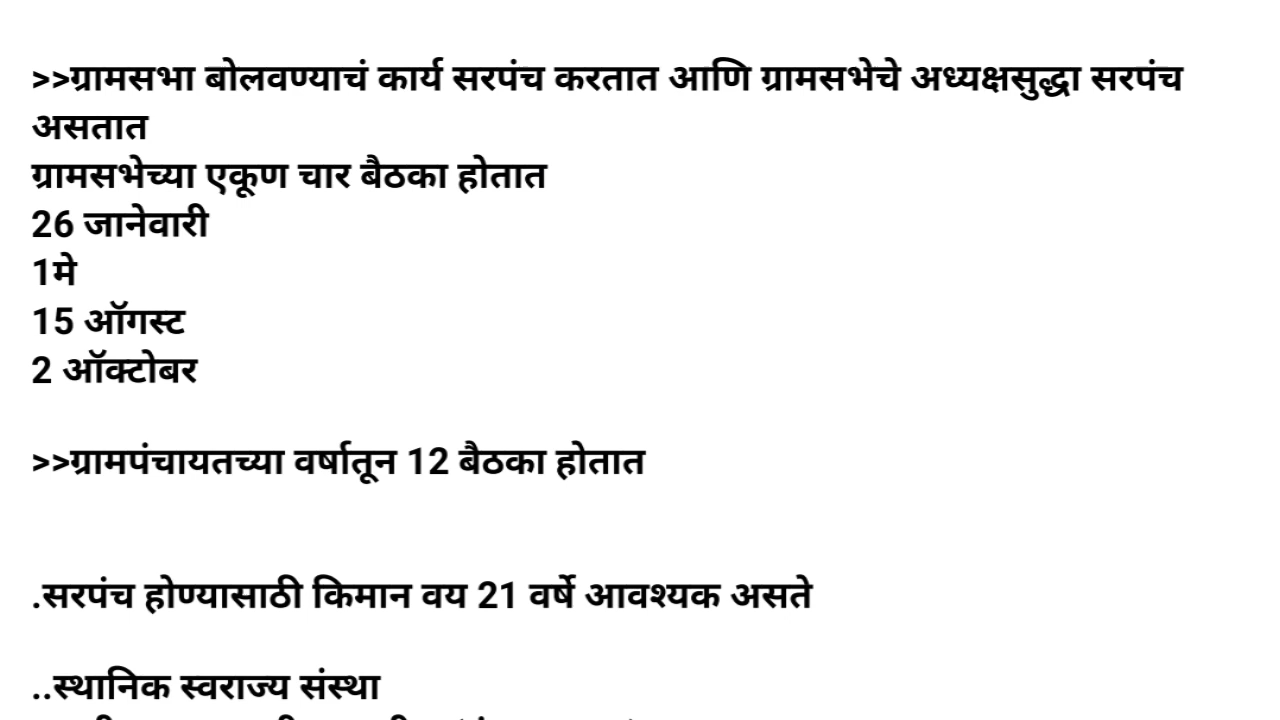 >>ग्रामसभा बोलवण्याचं कार्य सरपंच करतात आणि ग्रामसभेचे अध्यक्षसुद्धा सरपंच
असतात
ग्रामसभेच्या एकूण चार बैठका होतात
26 जानेवारी
1मे
15 ऑगस्ट
2 ऑक्टोबर
>>ग्रामपंचायतच्या वर्षातून 12 बैठका होतात
.सरपंच होण्यासाठी किमान वय 21 वर्षे आवश्यक असते
..स्थानिक स्वराज्य संस्था